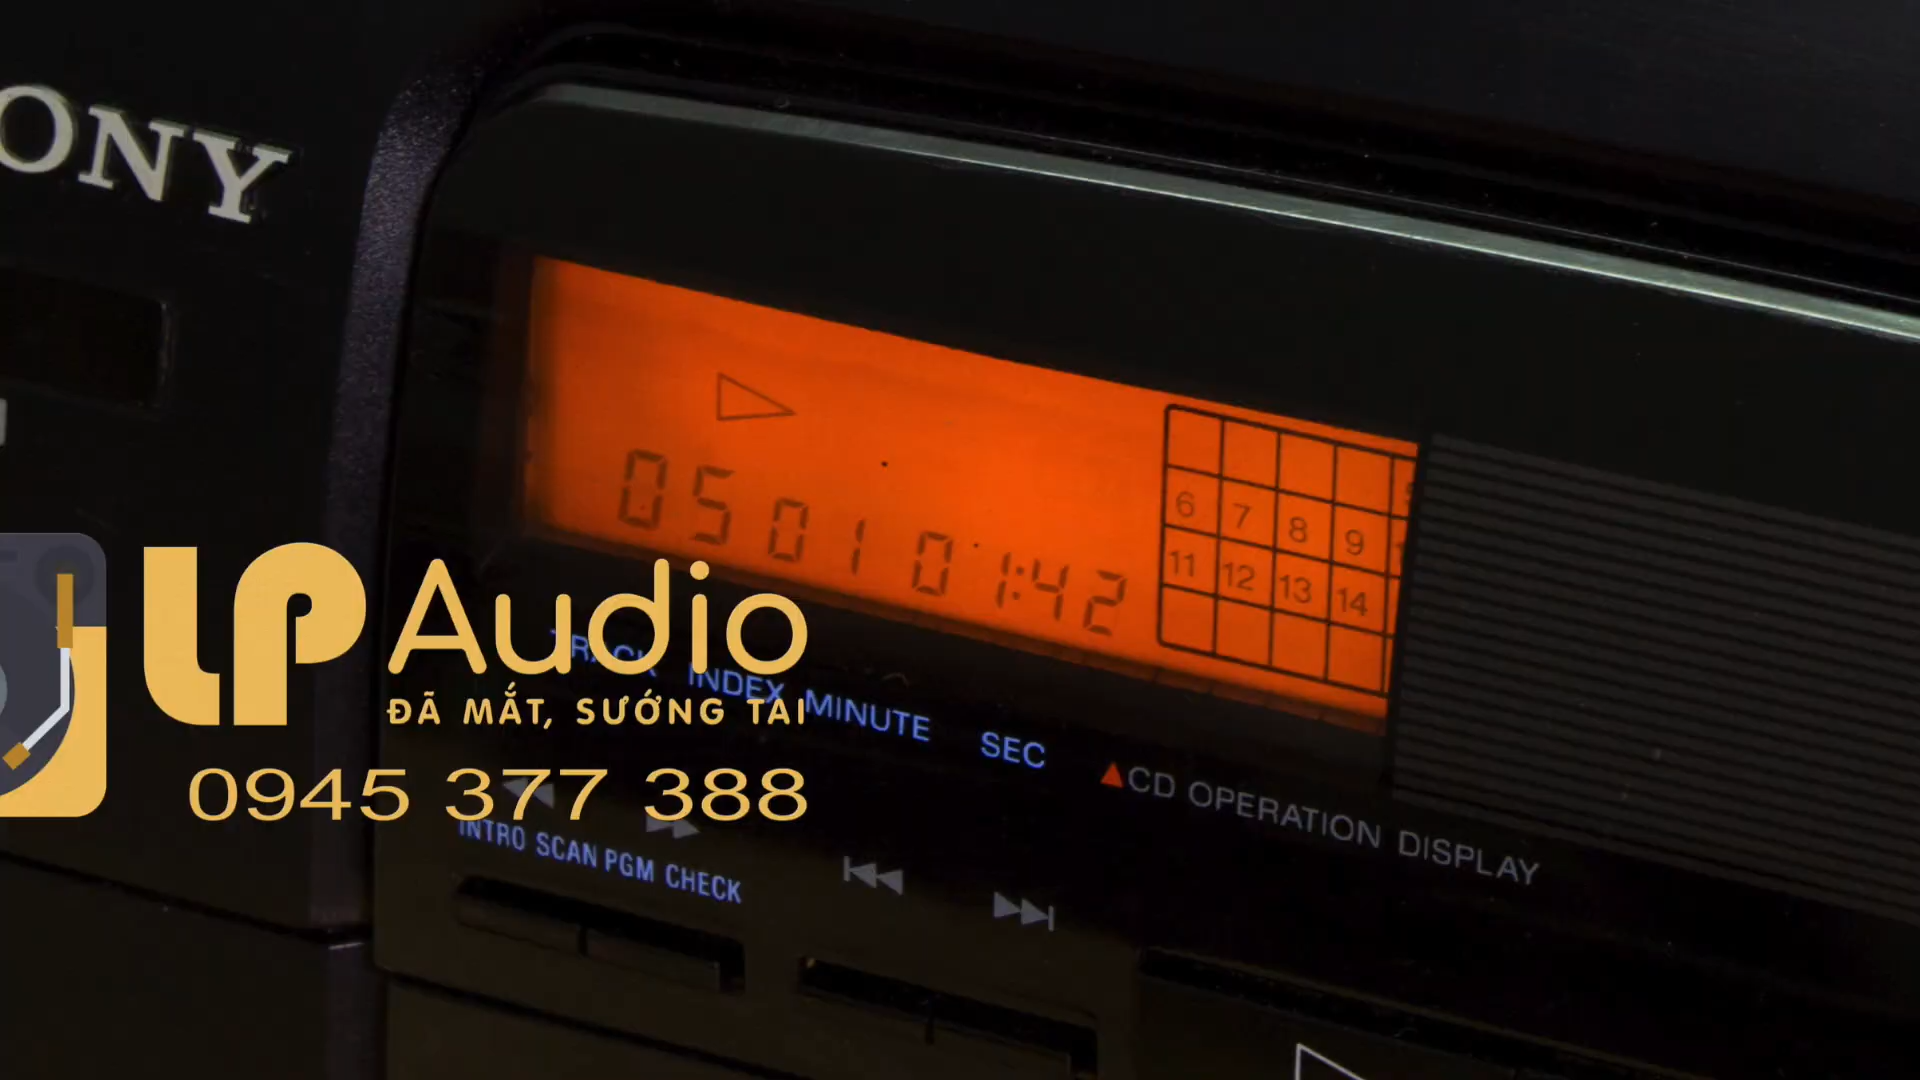 ONY
05 01 01:42
6 7 8 9
11 12 13 14
LP Audio
ĐÃ MẮT, SƯỚNG TAI
0945 377 388
TRACK INDEX MINUTE SEC
▲CD OPERATION DISPLAY
INTRO SCAN PGM CHECK